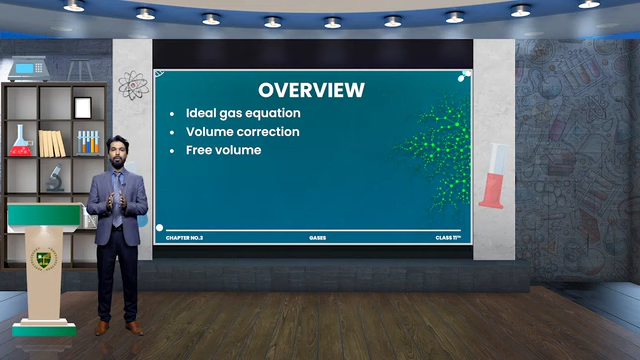 OVERVIEW
• Ideal gas equation
• Volume correction
• Free volume
CHAPTER NO.3 GASES CLASS 11TH